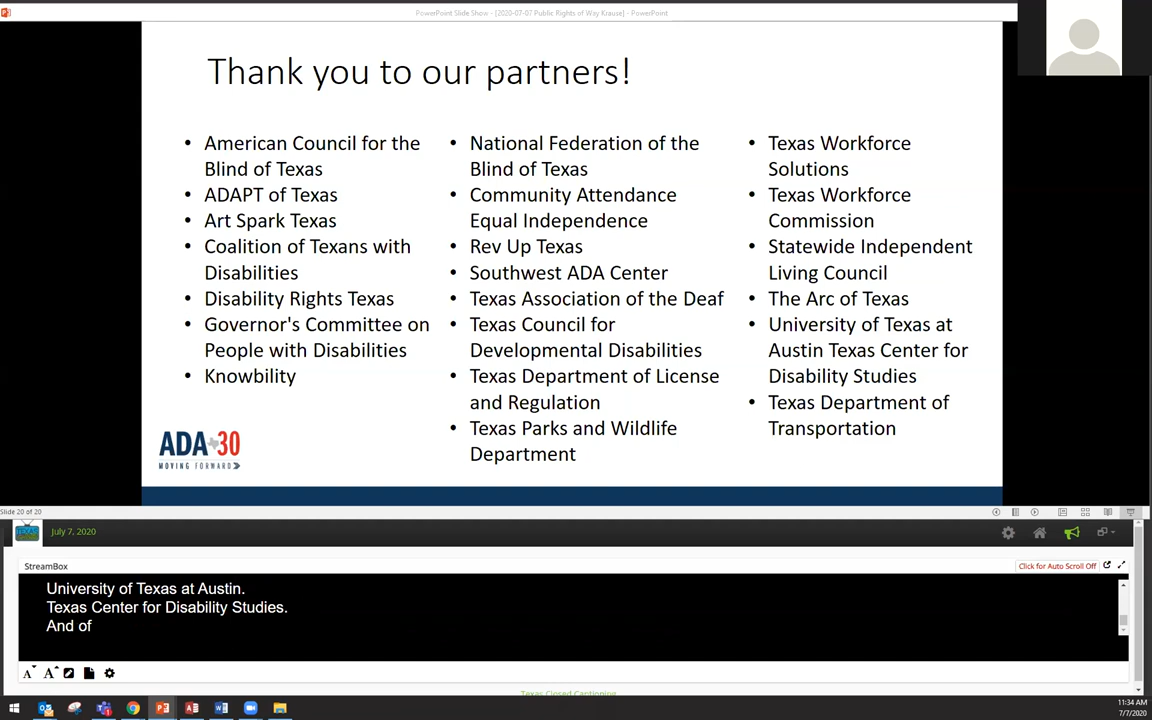 PowerPoint Slide Show - [2020-07-07 Public Rights of Way Krause] - PowerPoint
Thank you to our partners!
• American Council for the
Blind of Texas
• ADAPT of Texas
• Art Spark Texas
• Coalition of Texans with
Disabilities
• Disability Rights Texas
• Governor's Committee on
People with Disabilities
• Knowbility
• National Federation of the
Blind of Texas
• Community Attendance
Equal Independence
• Rev Up Texas
• Southwest ADA Center
• Texas Association of the Deaf
• Texas Council for
Developmental Disabilities
• Texas Department of License
and Regulation
• Texas Parks and Wildlife
Department
• Texas Workforce
Solutions
• Texas Workforce
Commission
• Statewide Independent
Living Council
• The Arc of Texas
• University of Texas at
Austin Texas Center for
Disability Studies
• Texas Department of
Transportation
ADA 30
MOVING FORWARD
Slide 20 of 20
TEXAS
July 7, 2020
StreamBox
Click for Auto Scroll Off
University of Texas at Austin.
Texas Center for Disability Studies.
And of
Texas Closed Captioning
11:34 AM
7/7/2020